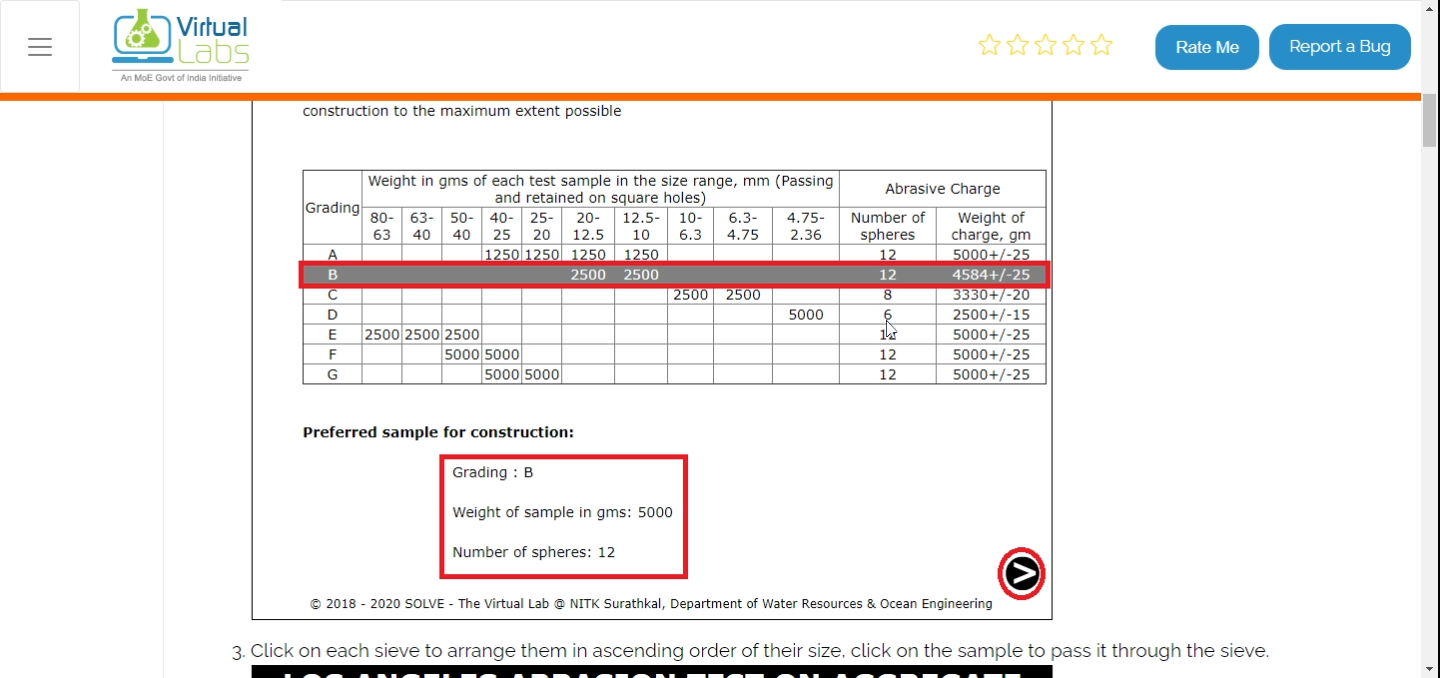 Virtual
Labs
An MoE Govt of India Initiative
Rate Me
Report a Bug
construction to the maximum extent possible
Grading Weight in gms of each test sample in the size range, mm (Passing and retained on square holes) Abrasive Charge
80-63 63-40 50-40 40-25 25-20 20-12.5 12.5-10 10-6.3 6.3-4.75 4.75-2.36 Number of spheres Weight of charge, gm
A 1250 1250 1250 1250 12 5000+/-25
B 2500 2500 12 4584+/-25
C 2500 2500 8 3330+/-20
D 5000 6 2500+/-15
E 2500 2500 2500 12 5000+/-25
F 5000 5000 12 5000+/-25
G 5000 5000 12 5000+/-25
Preferred sample for construction:
Grading : B
Weight of sample in gms: 5000
Number of spheres: 12
© 2018 - 2020 SOLVE - The Virtual Lab @ NITK Surathkal, Department of Water Resources & Ocean Engineering
3. Click on each sieve to arrange them in ascending order of their size, click on the sample to pass it through the sieve.
LOS ANGELES ABRASION TEST ON AGGREGATE